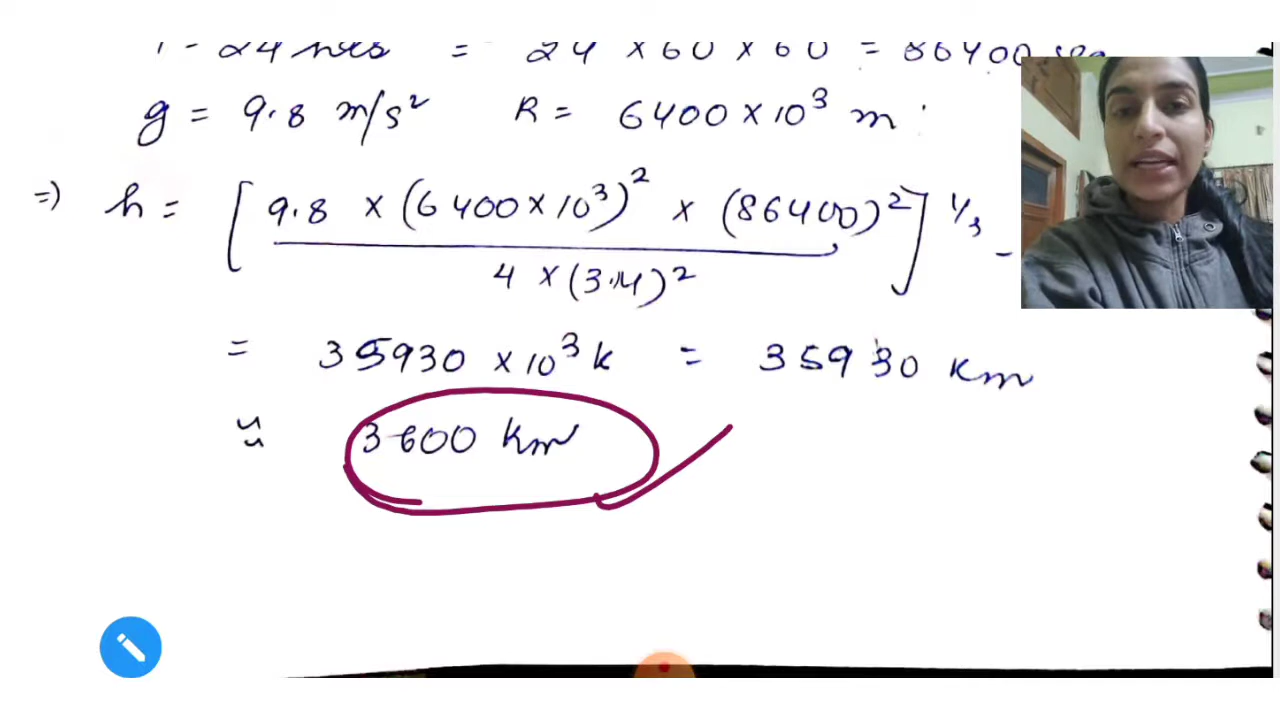 T = 24 hrs = 24 × 60 × 60 = 86400 sec
g = 9.8 m/s² R = 6400 × 10³ m
=) h = [9.8 × (6400 × 10³)² × (86400)² / 4 × (3.14)²]^1/3 -
= 35930 × 10³ k = 35930 Km
≈ 3600 Km